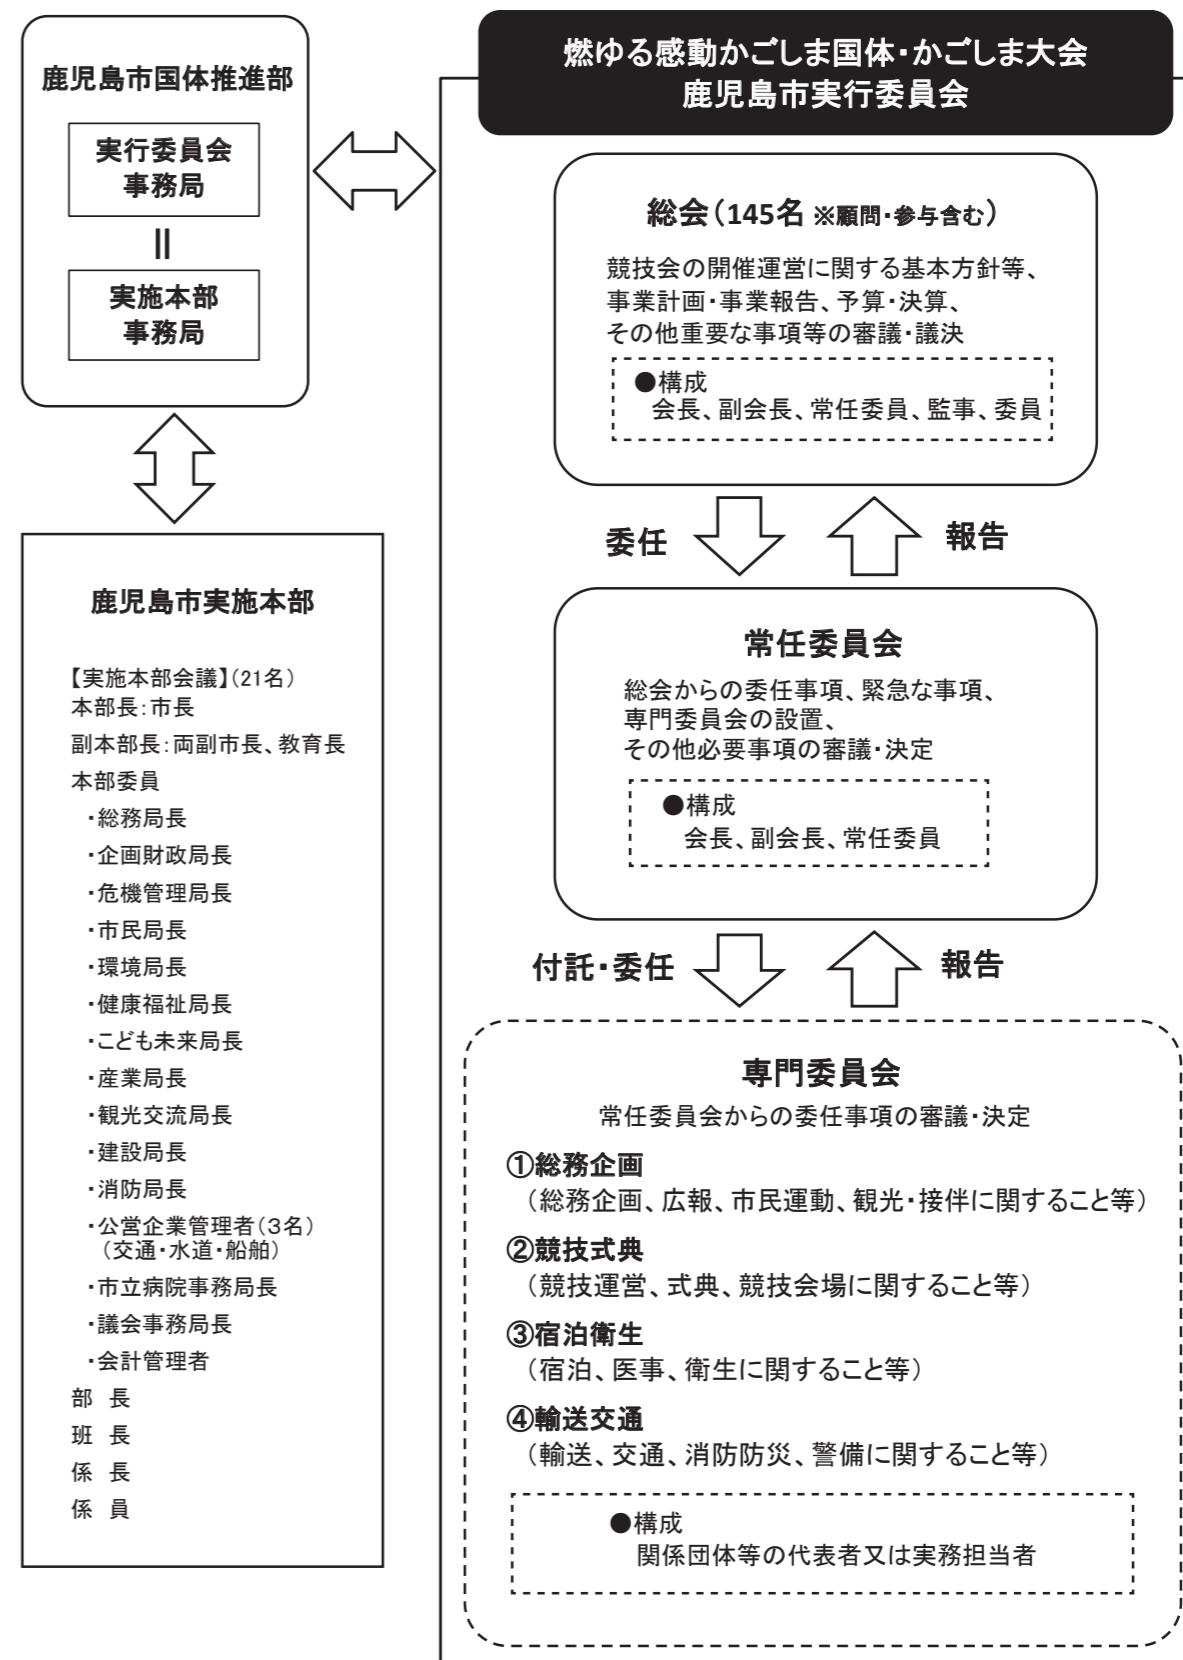 鹿児島市国体推進部
実行委員会
事務局
=
実施本部
事務局
鹿児島市実施本部
【実施本部会議】(21名)
本部長:市長
副本部長:両副市長、教育長
本部委員
・総務局長
・企画財政局長
・危機管理局長
・市民局長
・環境局長
・健康福祉局長
・こども未来局長
・産業局長
・観光交流局長
・建設局長
・消防局長
・公営企業管理者(3名)
(交通・水道・船舶)
・市立病院事務局長
・議会事務局長
・会計管理者
部 長
班 長
係 長
係 員
燃ゆる感動かごしま国体・かごしま大会
鹿児島市実行委員会
総会(145名 ※顧問・参与含む)
競技会の開催運営に関する基本方針等、
事業計画・事業報告、予算・決算、
その他重要な事項等の審議・議決
●構成
会長、副会長、常任委員、監事、委員
委任 報告
常任委員会
総会からの委任事項、緊急な事項、
専門委員会の設置、
その他必要事項の審議・決定
●構成
会長、副会長、常任委員
付託・委任 報告
専門委員会
常任委員会からの委任事項の審議・決定
①総務企画
(総務企画、広報、市民運動、観光・接伴に関すること等)
②競技式典
(競技運営、式典、競技会場に関すること等)
③宿泊衛生
(宿泊、医事、衛生に関すること等)
④輸送交通
(輸送、交通、消防防災、警備に関すること等)
●構成
関係団体等の代表者又は実務担当者